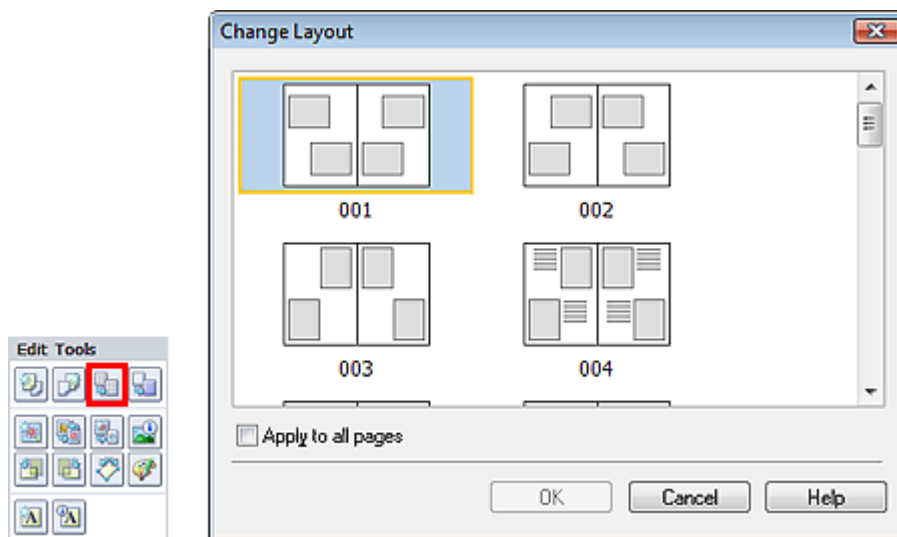 Change Layout
001
002
003
004
Edit Tools
Apply to all pages
OK
Cancel
Help
A
A